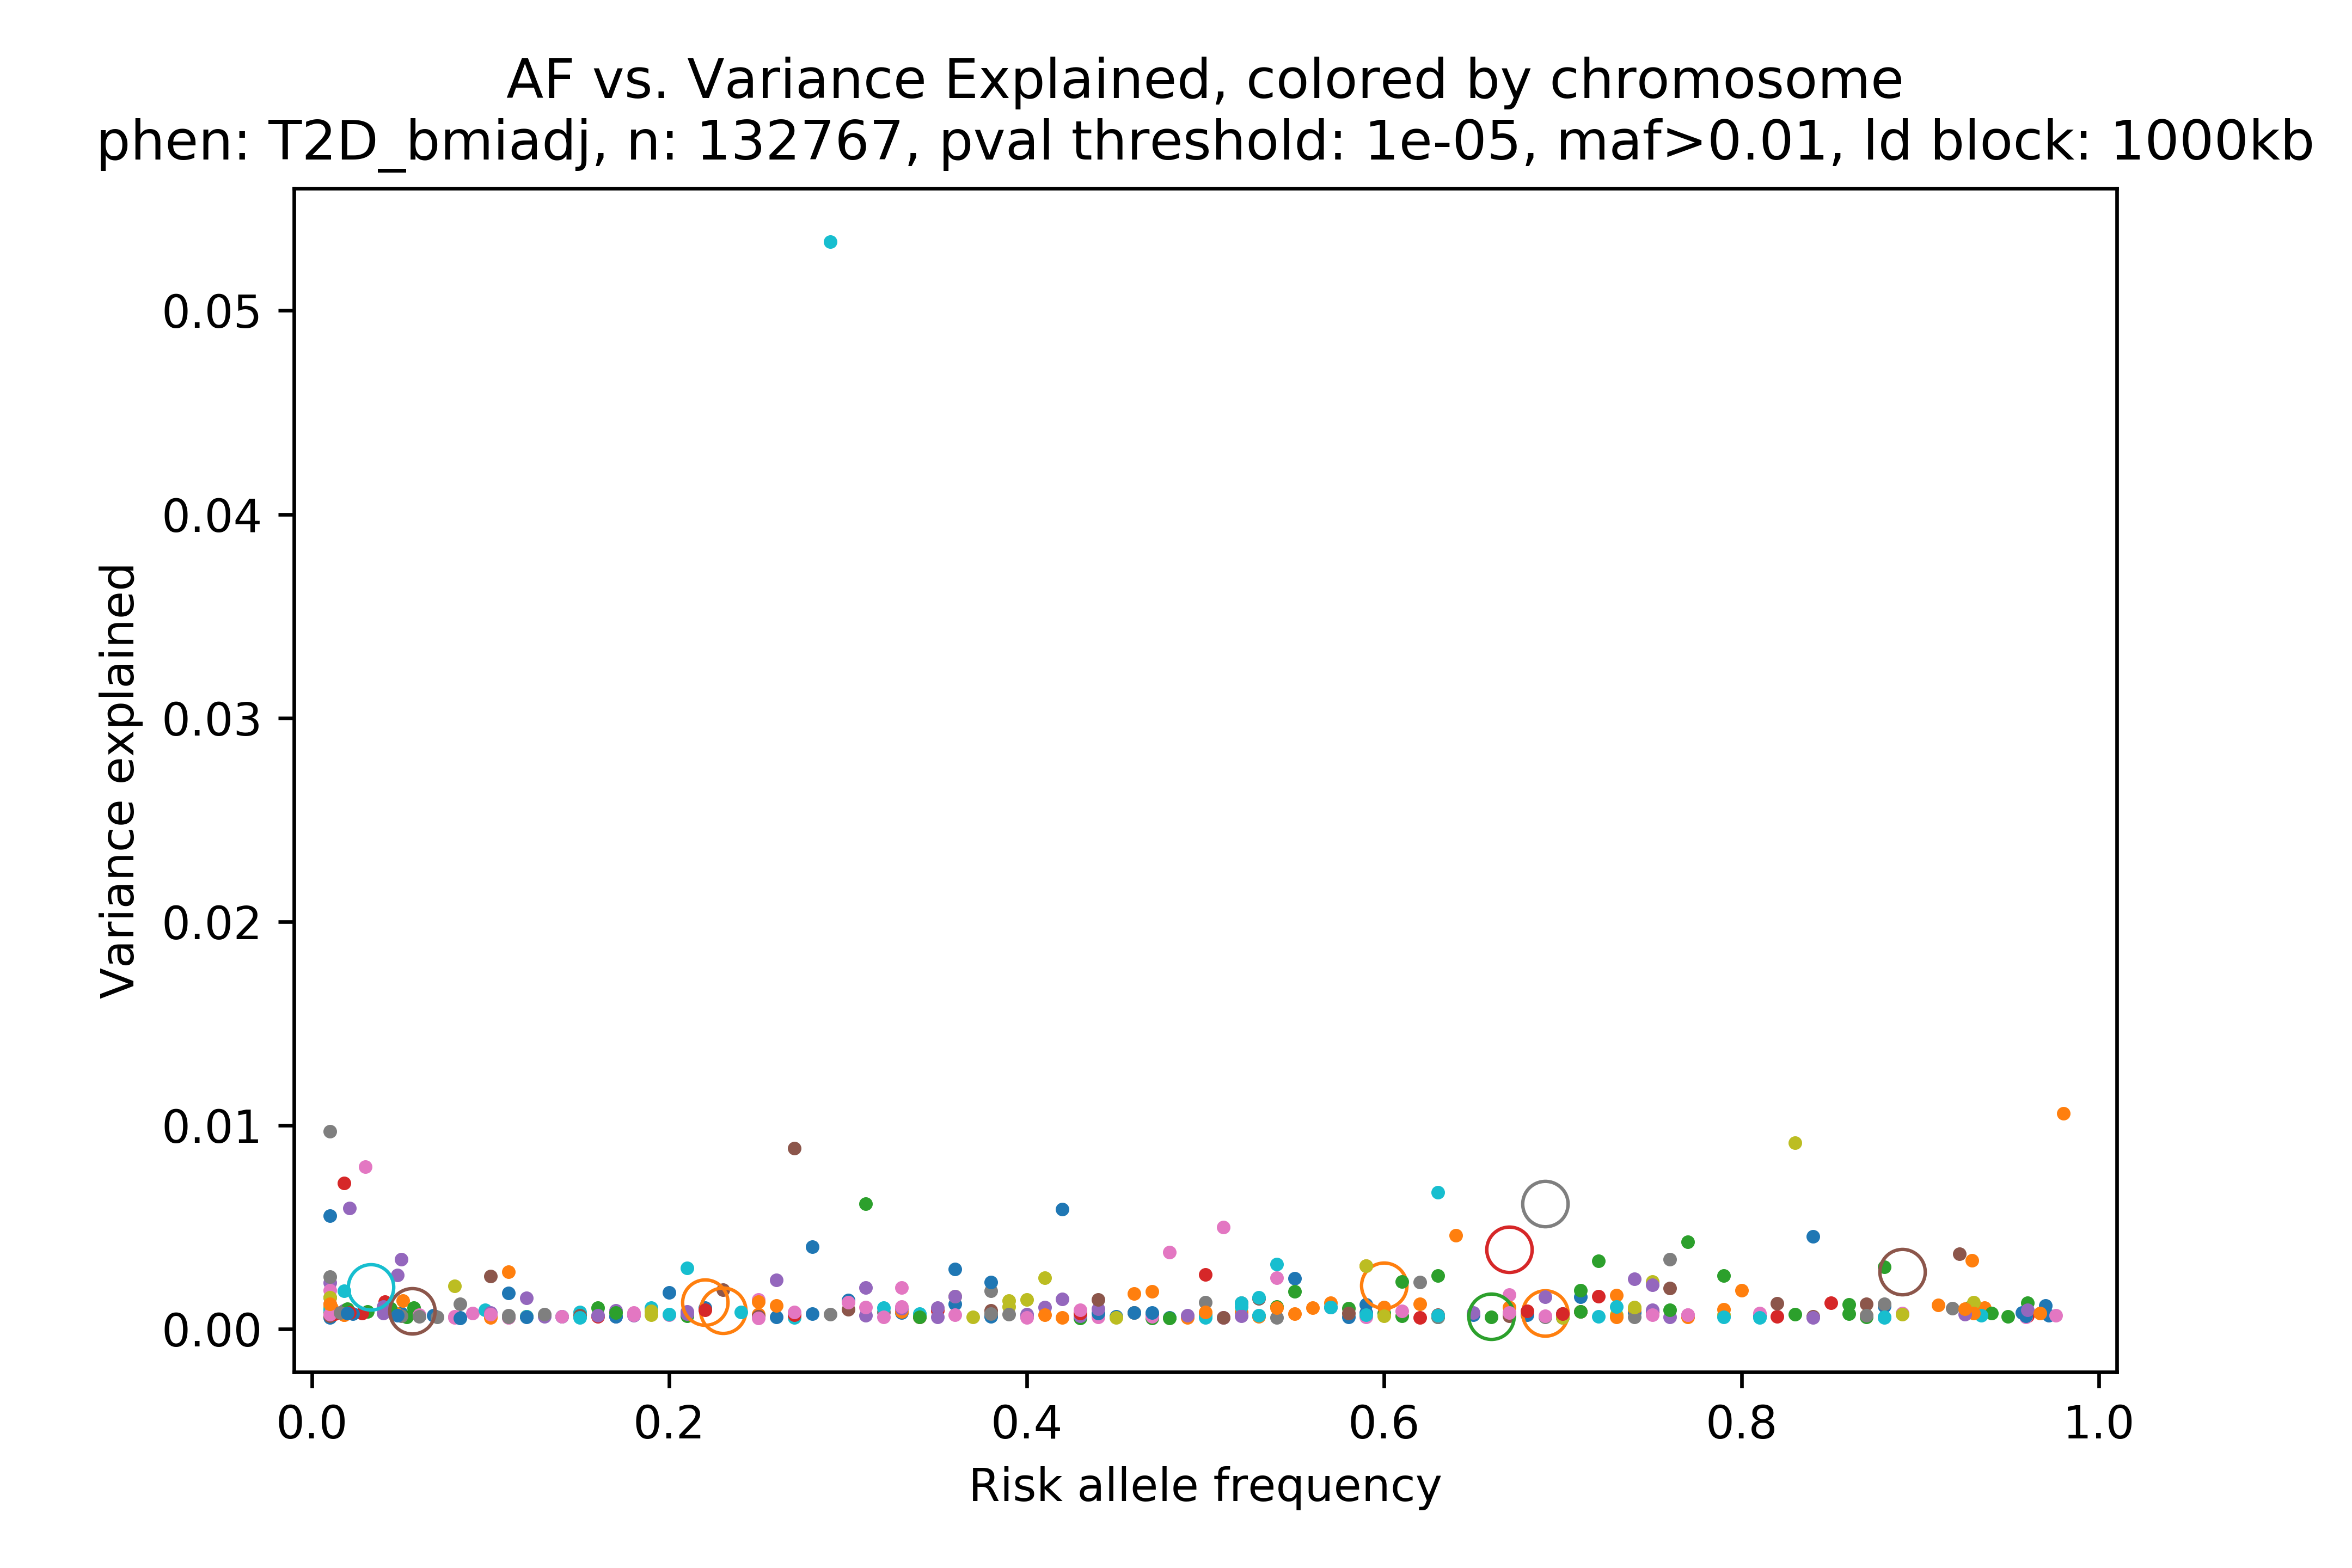 AF vs. Variance Explained, colored by chromosome
phen: T2D_bmiadj, n: 132767, pval threshold: 1e-05, maf>0.01, ld block: 1000kb
0.05
0.04
0.03
0.02
0.01
0.00
Variance explained
0.0 0.2 0.4 0.6 0.8 1.0
Risk allele frequency